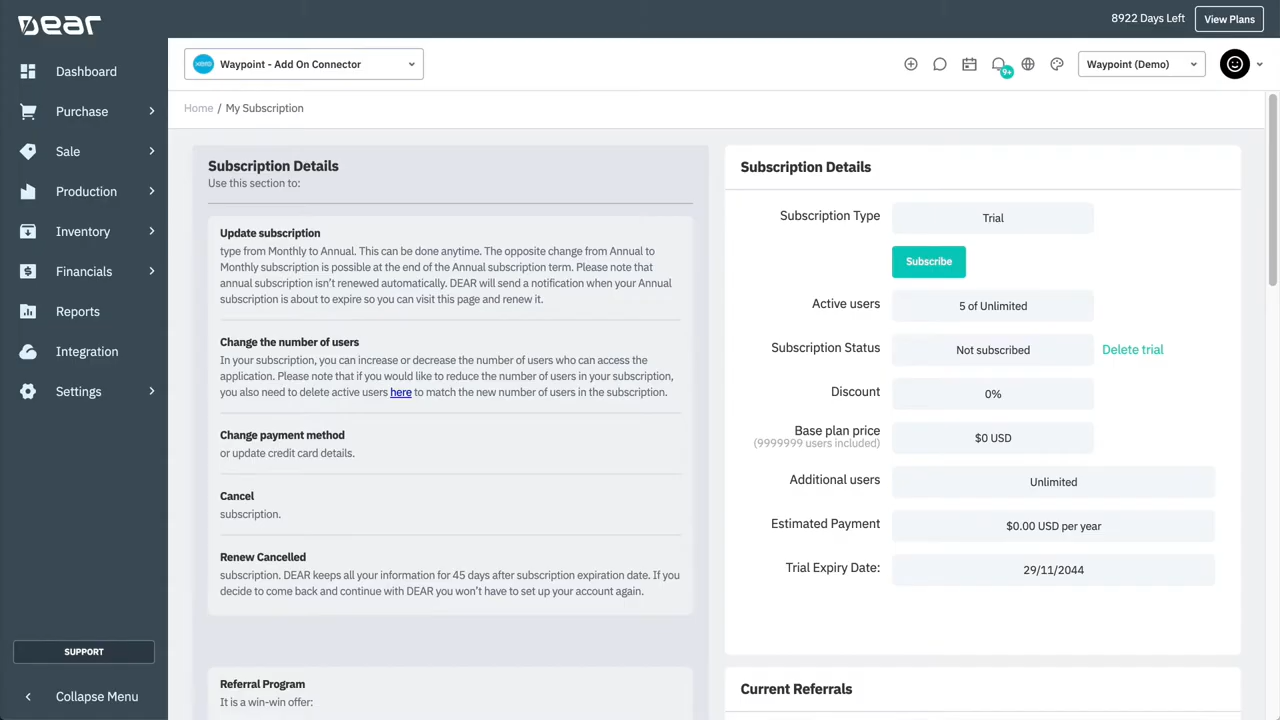 DEAR
8922 Days Left
View Plans
Dashboard
Purchase
Sale
Production
Inventory
Financials
Reports
Integration
Settings
SUPPORT
Collapse Menu
xero
Waypoint - Add On Connector
9+
Waypoint (Demo)
Home / My Subscription
Subscription Details
Use this section to:
Update subscription
type from Monthly to Annual. This can be done anytime. The opposite change from Annual to
Monthly subscription is possible at the end of the Annual subscription term. Please note that
annual subscription isn't renewed automatically. DEAR will send a notification when your Annual
subscription is about to expire so you can visit this page and renew it.
Change the number of users
In your subscription, you can increase or decrease the number of users who can access the
application. Please note that if you would like to reduce the number of users in your subscription,
you also need to delete active users here to match the new number of users in the subscription.
Change payment method
or update credit card details.
Cancel
subscription.
Renew Cancelled
subscription. DEAR keeps all your information for 45 days after subscription expiration date. If you
decide to come back and continue with DEAR you won't have to set up your account again.
Referral Program
It is a win-win offer:
Subscription Details
Subscription Type Trial
Subscribe
Active users 5 of Unlimited
Subscription Status Not subscribed Delete trial
Discount 0%
Base plan price $0 USD
(9999999 users included)
Additional users Unlimited
Estimated Payment $0.00 USD per year
Trial Expiry Date: 29/11/2044
Current Referrals